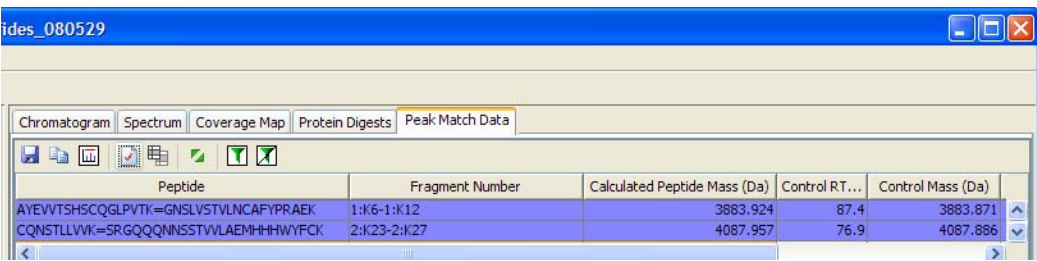 ides_080529
Chromatogram Spectrum Coverage Map Protein Digests Peak Match Data
Peptide Fragment Number Calculated Peptide Mass (Da) Control RT... Control Mass (Da)
AYEVVTSHSCQGLPVTK=GNSLVSTVLNCAFYPRAEK 1:K6-1:K12 3883.924 87.4 3883.871
CQNSTLLVVK=SRGQQQNNSSTVVLAEMHHHWYFCK 2:K23-2:K27 4087.957 76.9 4087.886